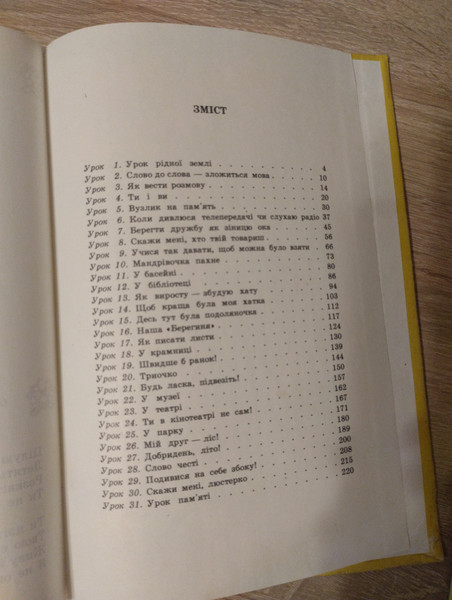 ЗМІСТ
Урок 1. Урок рідної землі . . . . . . . . . . 4
Урок 2. Слово до слова — зложиться мова . . . . 10
Урок 3. Як вести розмову . . . . . . . . . . 14
Урок 4. Ти і ви . . . . . . . . . . 20
Урок 5. Вузлик на пам'ять . . . . . . . . . . 30
Урок 6. Коли дивлюся телепередачі чи слухаю радіо 37
Урок 7. Берегти дружбу як зіницю ока . . . . 45
Урок 8. Скажи мені, хто твій товариш . . . . 56
Урок 9. Учися так давати, щоб можна було взяти . 66
Урок 10. Мандрівочка пахне . . . . . . . . . . 73
Урок 11. У басейні . . . . . . . . . . 80
Урок 12. У бібліотеці . . . . . . . . . . 86
Урок 13. Як виросту — збудую хату . . . . . . 94
Урок 14. Щоб краща була моя хатка . . . . . . 103
Урок 15. Десь тут була подоляночка . . . . . . 112
Урок 16. Наша «Берегиня» . . . . . . . . . . 117
Урок 17. Як писати листи . . . . . . . . . . 124
Урок 18. У крамниці . . . . . . . . . . 130
Урок 19. Швидше б ранок! . . . . . . . . . . 139
Урок 20. Триочко . . . . . . . . . . 144
Урок 21. Будь ласка, підвезіть! . . . . . . . . 150
Урок 22. У музеї . . . . . . . . . . 157
Урок 23. У театрі . . . . . . . . . . 162
Урок 24. Ти в кінотеатрі не сам! . . . . . . . 167
Урок 25. У парку . . . . . . . . . . 171
Урок 26. Мій друг — ліс! . . . . . . . . . . 180
Урок 27. Добридень, літо! . . . . . . . . . . 189
Урок 28. Слово честі . . . . . . . . . . 200
Урок 29. Подивися на себе збоку! . . . . . . . 208
Урок 30. Скажи мені, люстерко . . . . . . . . 215
Урок 31. Урок пам'яті . . . . . . . . . . 220